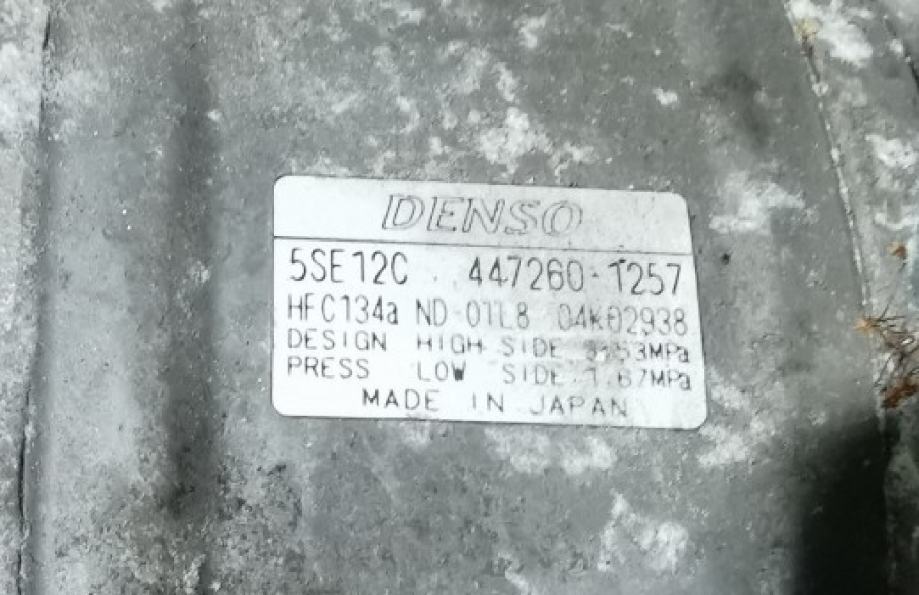 DENSO
5SE12C 447260-1257
HFC134a ND-OIL8 04K02938
DESIGN HIGH SIDE 3.53MPa
PRESS LOW SIDE 1.67MPa
MADE IN JAPAN